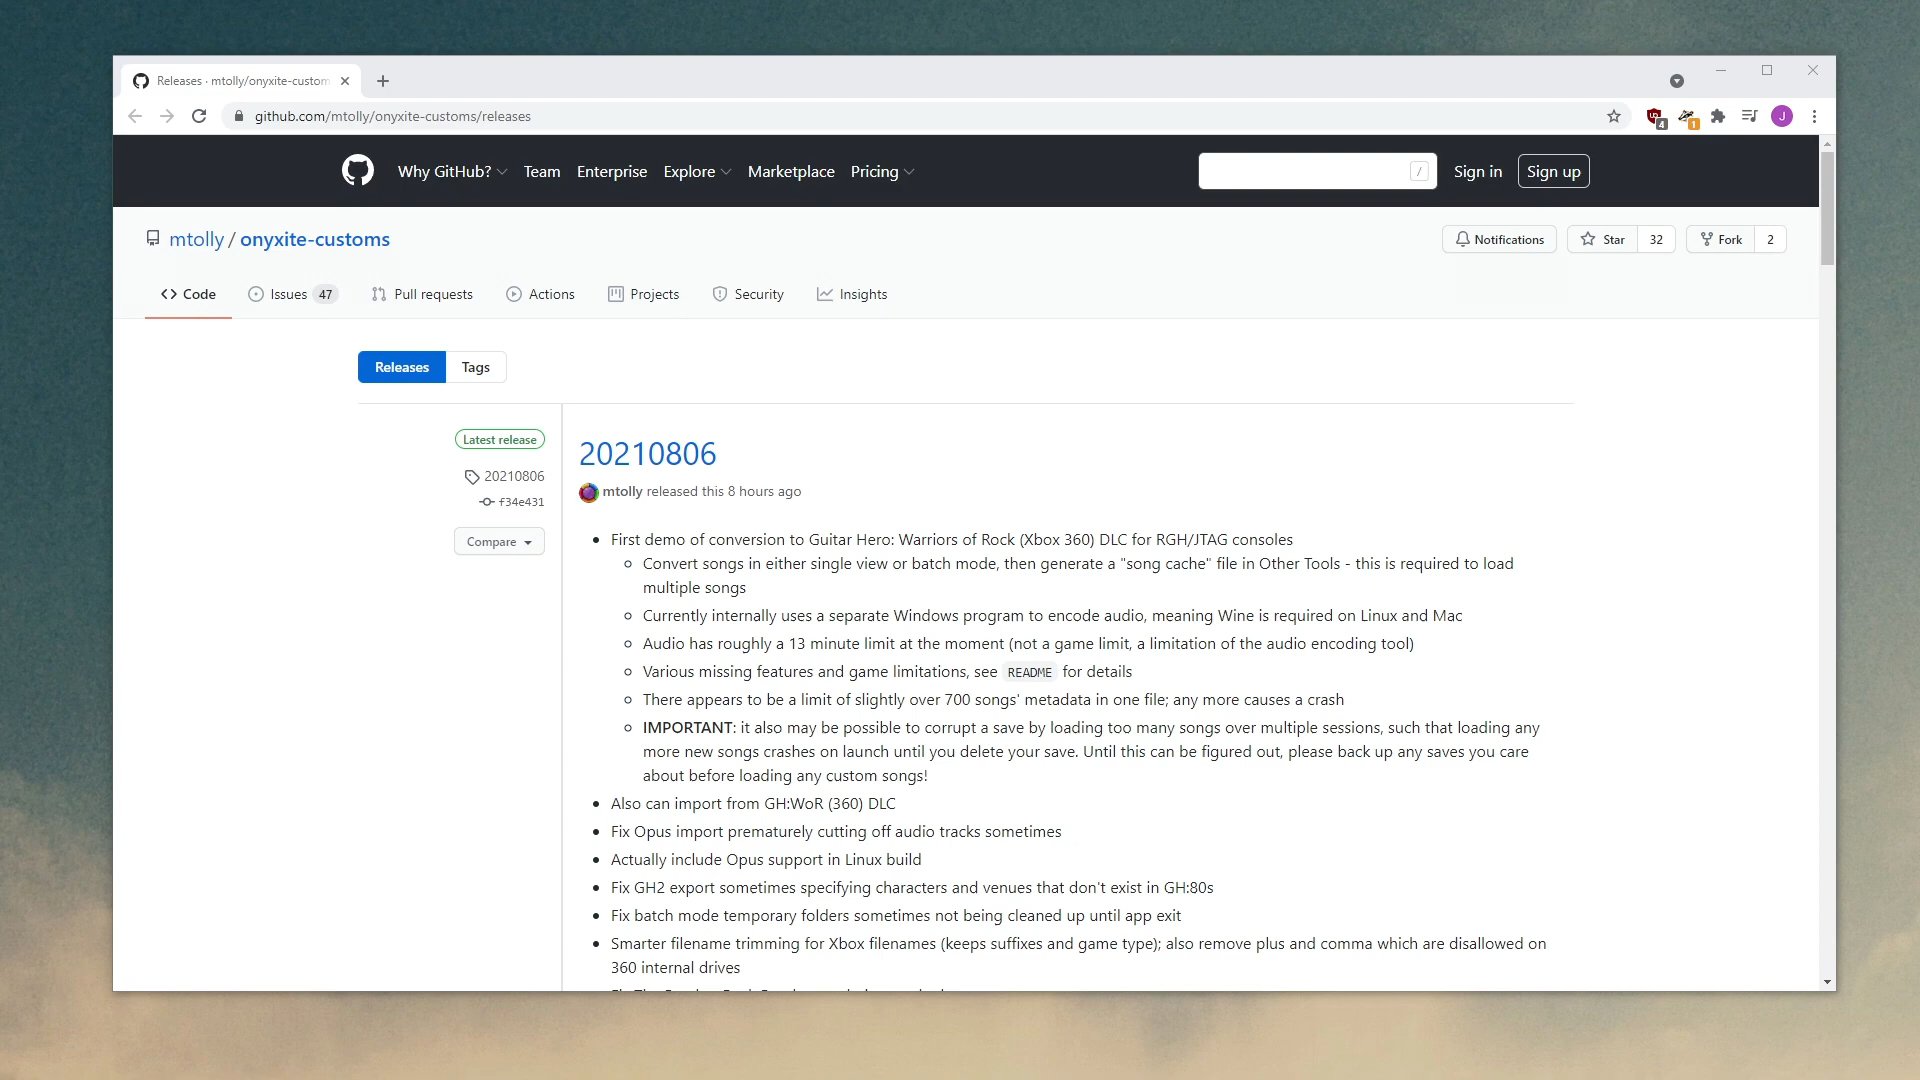 Releases · mtolly/onyxite-custom
github.com/mtolly/onyxite-customs/releases
4
1
J
Why GitHub? Team Enterprise Explore Marketplace Pricing
/
Sign in
Sign up
mtolly / onyxite-customs
Notifications
Star 32
Fork 2
Code
Issues 47
Pull requests
Actions
Projects
Security
Insights
Releases
Tags
Latest release
20210806
f34e431
Compare
20210806
mtolly released this 8 hours ago
First demo of conversion to Guitar Hero: Warriors of Rock (Xbox 360) DLC for RGH/JTAG consoles
Convert songs in either single view or batch mode, then generate a "song cache" file in Other Tools - this is required to load
multiple songs
Currently internally uses a separate Windows program to encode audio, meaning Wine is required on Linux and Mac
Audio has roughly a 13 minute limit at the moment (not a game limit, a limitation of the audio encoding tool)
Various missing features and game limitations, see README for details
There appears to be a limit of slightly over 700 songs' metadata in one file; any more causes a crash
IMPORTANT: it also may be possible to corrupt a save by loading too many songs over multiple sessions, such that loading any
more new songs crashes on launch until you delete your save. Until this can be figured out, please back up any saves you care
about before loading any custom songs!
Also can import from GH:WoR (360) DLC
Fix Opus import prematurely cutting off audio tracks sometimes
Actually include Opus support in Linux build
Fix GH2 export sometimes specifying characters and venues that don't exist in GH:80s
Fix batch mode temporary folders sometimes not being cleaned up until app exit
Smarter filename trimming for Xbox filenames (keeps suffixes and game type); also remove plus and comma which are disallowed on
360 internal drives